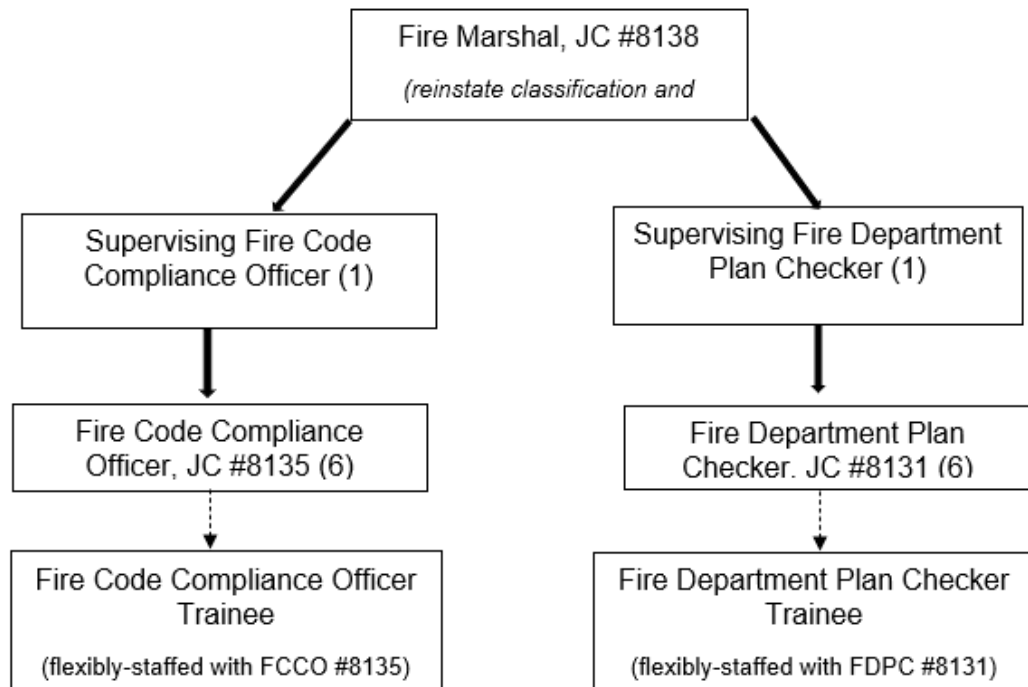 Fire Marshal, JC #8138
(reinstate classification and
Supervising Fire Code
Compliance Officer (1)
Supervising Fire Department
Plan Checker (1)
Fire Code Compliance
Officer, JC #8135 (6)
Fire Department Plan
Checker. JC #8131 (6)
Fire Code Compliance Officer
Trainee
(flexibly-staffed with FCCO #8135)
Fire Department Plan Checker
Trainee
(flexibly-staffed with FDPC #8131)